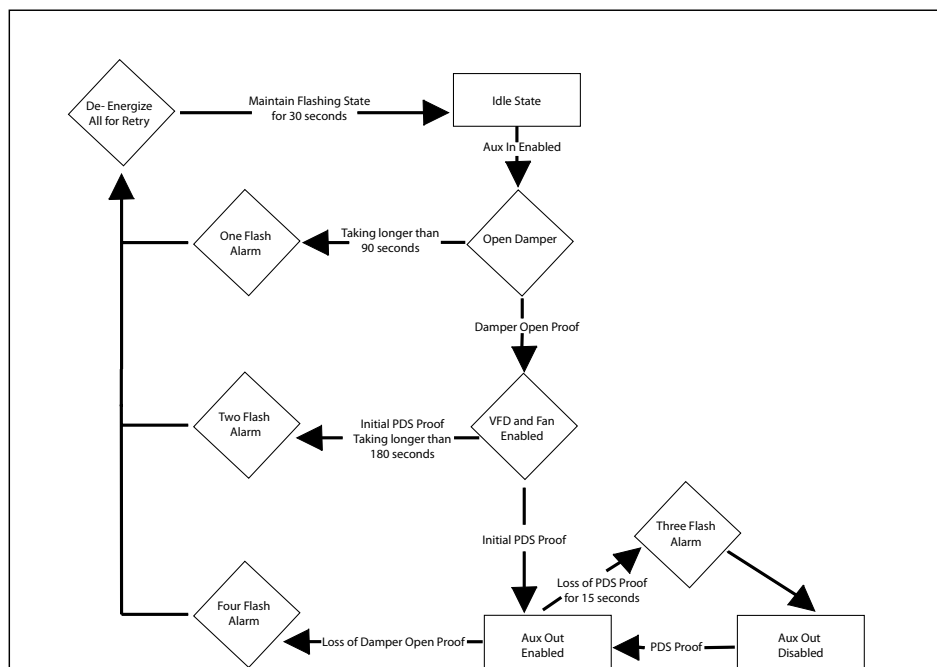 De- Energize
All for Retry
Maintain Flashing State
for 30 seconds
Idle State
Aux In Enabled
One Flash
Alarm
Taking longer than
90 seconds
Open Damper
Damper Open Proof
Two Flash
Alarm
Initial PDS Proof
Taking longer than
180 seconds
VFD and Fan
Enabled
Initial PDS Proof
Three Flash
Alarm
Loss of PDS Proof
for 15 seconds
Four Flash
Alarm
Loss of Damper Open Proof
Aux Out
Enabled
PDS Proof
Aux Out
Disabled